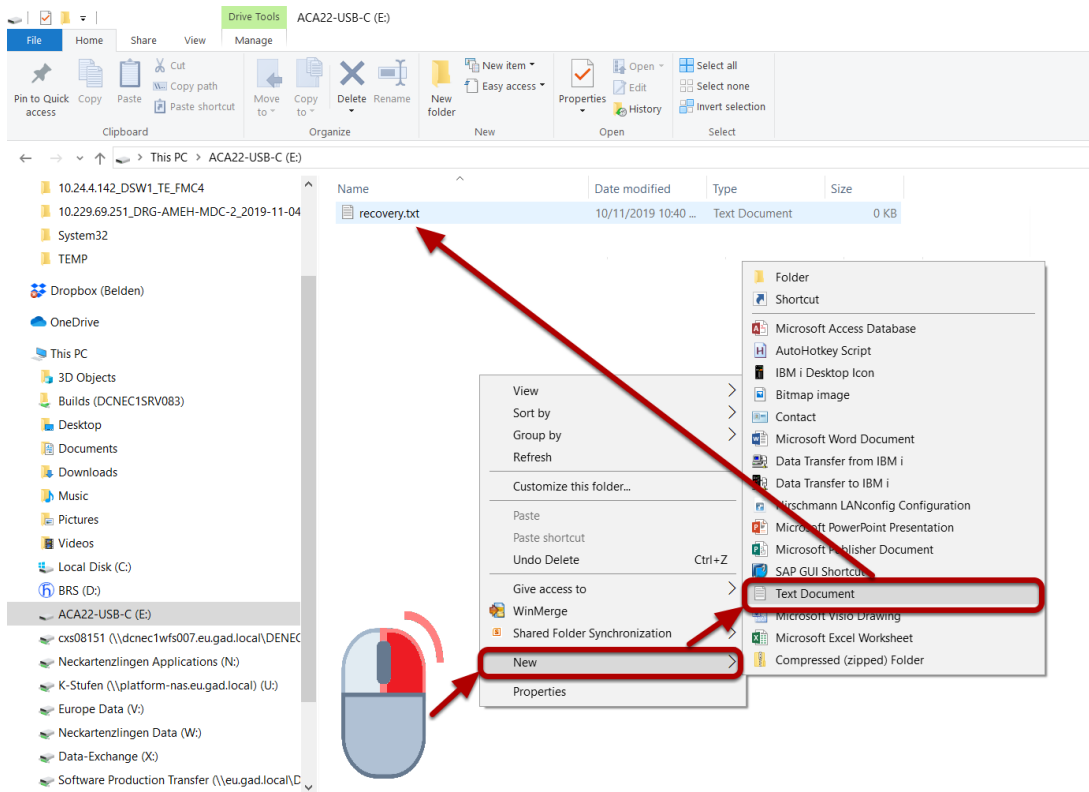 Drive Tools
ACA22-USB-C (E:)
File
Home
Share
View
Manage
Pin to Quick
access
Copy
Paste
Cut
Copy path
Paste shortcut
Clipboard
Move
to
Copy
to
Delete
Rename
Organize
New
folder
New item
Easy access
New
Properties
Open
Edit
History
Open
Select all
Select none
Invert selection
Select
This PC > ACA22-USB-C (E:)
10.24.4.142_DSW1_TE_FMC4
10.229.69.251_DRG-AMEH-MDC-2_2019-11-04
System32
TEMP
Dropbox (Belden)
OneDrive
This PC
3D Objects
Builds (DCNEC1SRV083)
Desktop
Documents
Downloads
Music
Pictures
Videos
Local Disk (C:)
BRS (D:)
ACA22-USB-C (E:)
cxs08151 (\\dcnec1wfs007.eu.gad.local\DENEC
Neckartenzlingen Applications (N:)
K-Stufen (\\platform-nas.eu.gad.local) (U:)
Europe Data (V:)
Neckartenzlingen Data (W:)
Data-Exchange (X:)
Software Production Transfer (\\eu.gad.local\D
Name
Date modified
Type
Size
recovery.txt
10/11/2019 10:40 ...
Text Document
0 KB
View
Sort by
Group by
Refresh
Customize this folder...
Paste
Paste shortcut
Undo Delete
Ctrl+Z
Give access to
WinMerge
Shared Folder Synchronization
New
Properties
Folder
Shortcut
Microsoft Access Database
AutoHotkey Script
IBM i Desktop Icon
Bitmap image
Contact
Microsoft Word Document
Data Transfer from IBM i
Data Transfer to IBM i
Hirschmann LANconfig Configuration
Microsoft PowerPoint Presentation
Microsoft Publisher Document
SAP GUI Shortcut
Text Document
Microsoft Visio Drawing
Microsoft Excel Worksheet
Compressed (zipped) Folder